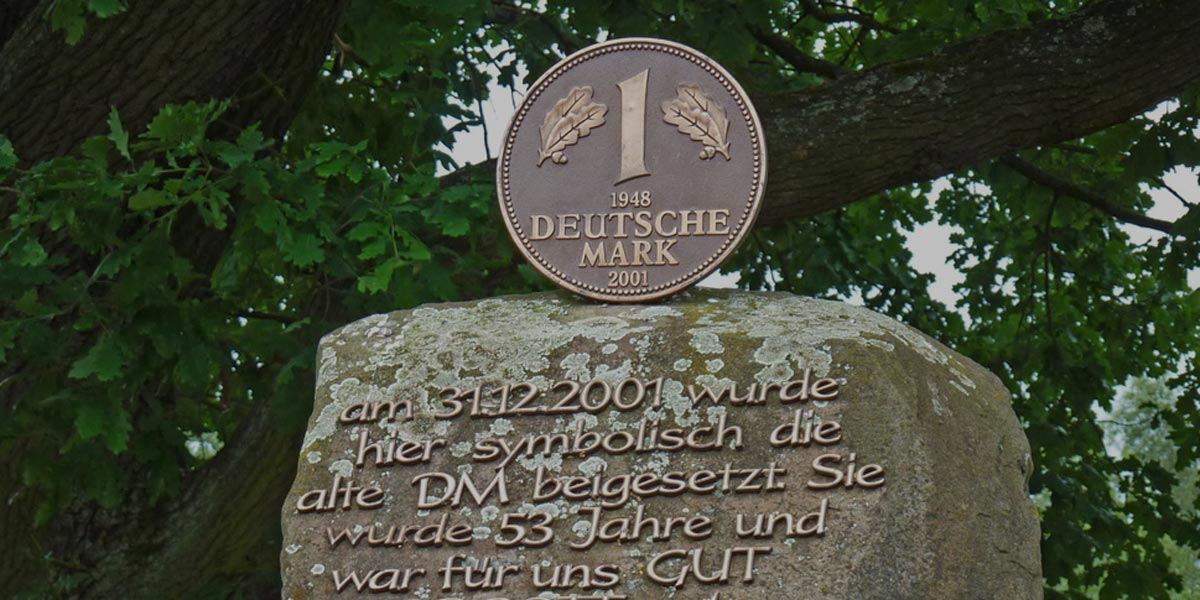 1
1948
DEUTSCHE
MARK
2001
am 31.12.2001 wurde
hier symbolisch die
alte DM beigesetzt. Sie
wurde 53 Jahre und
war für uns GUT